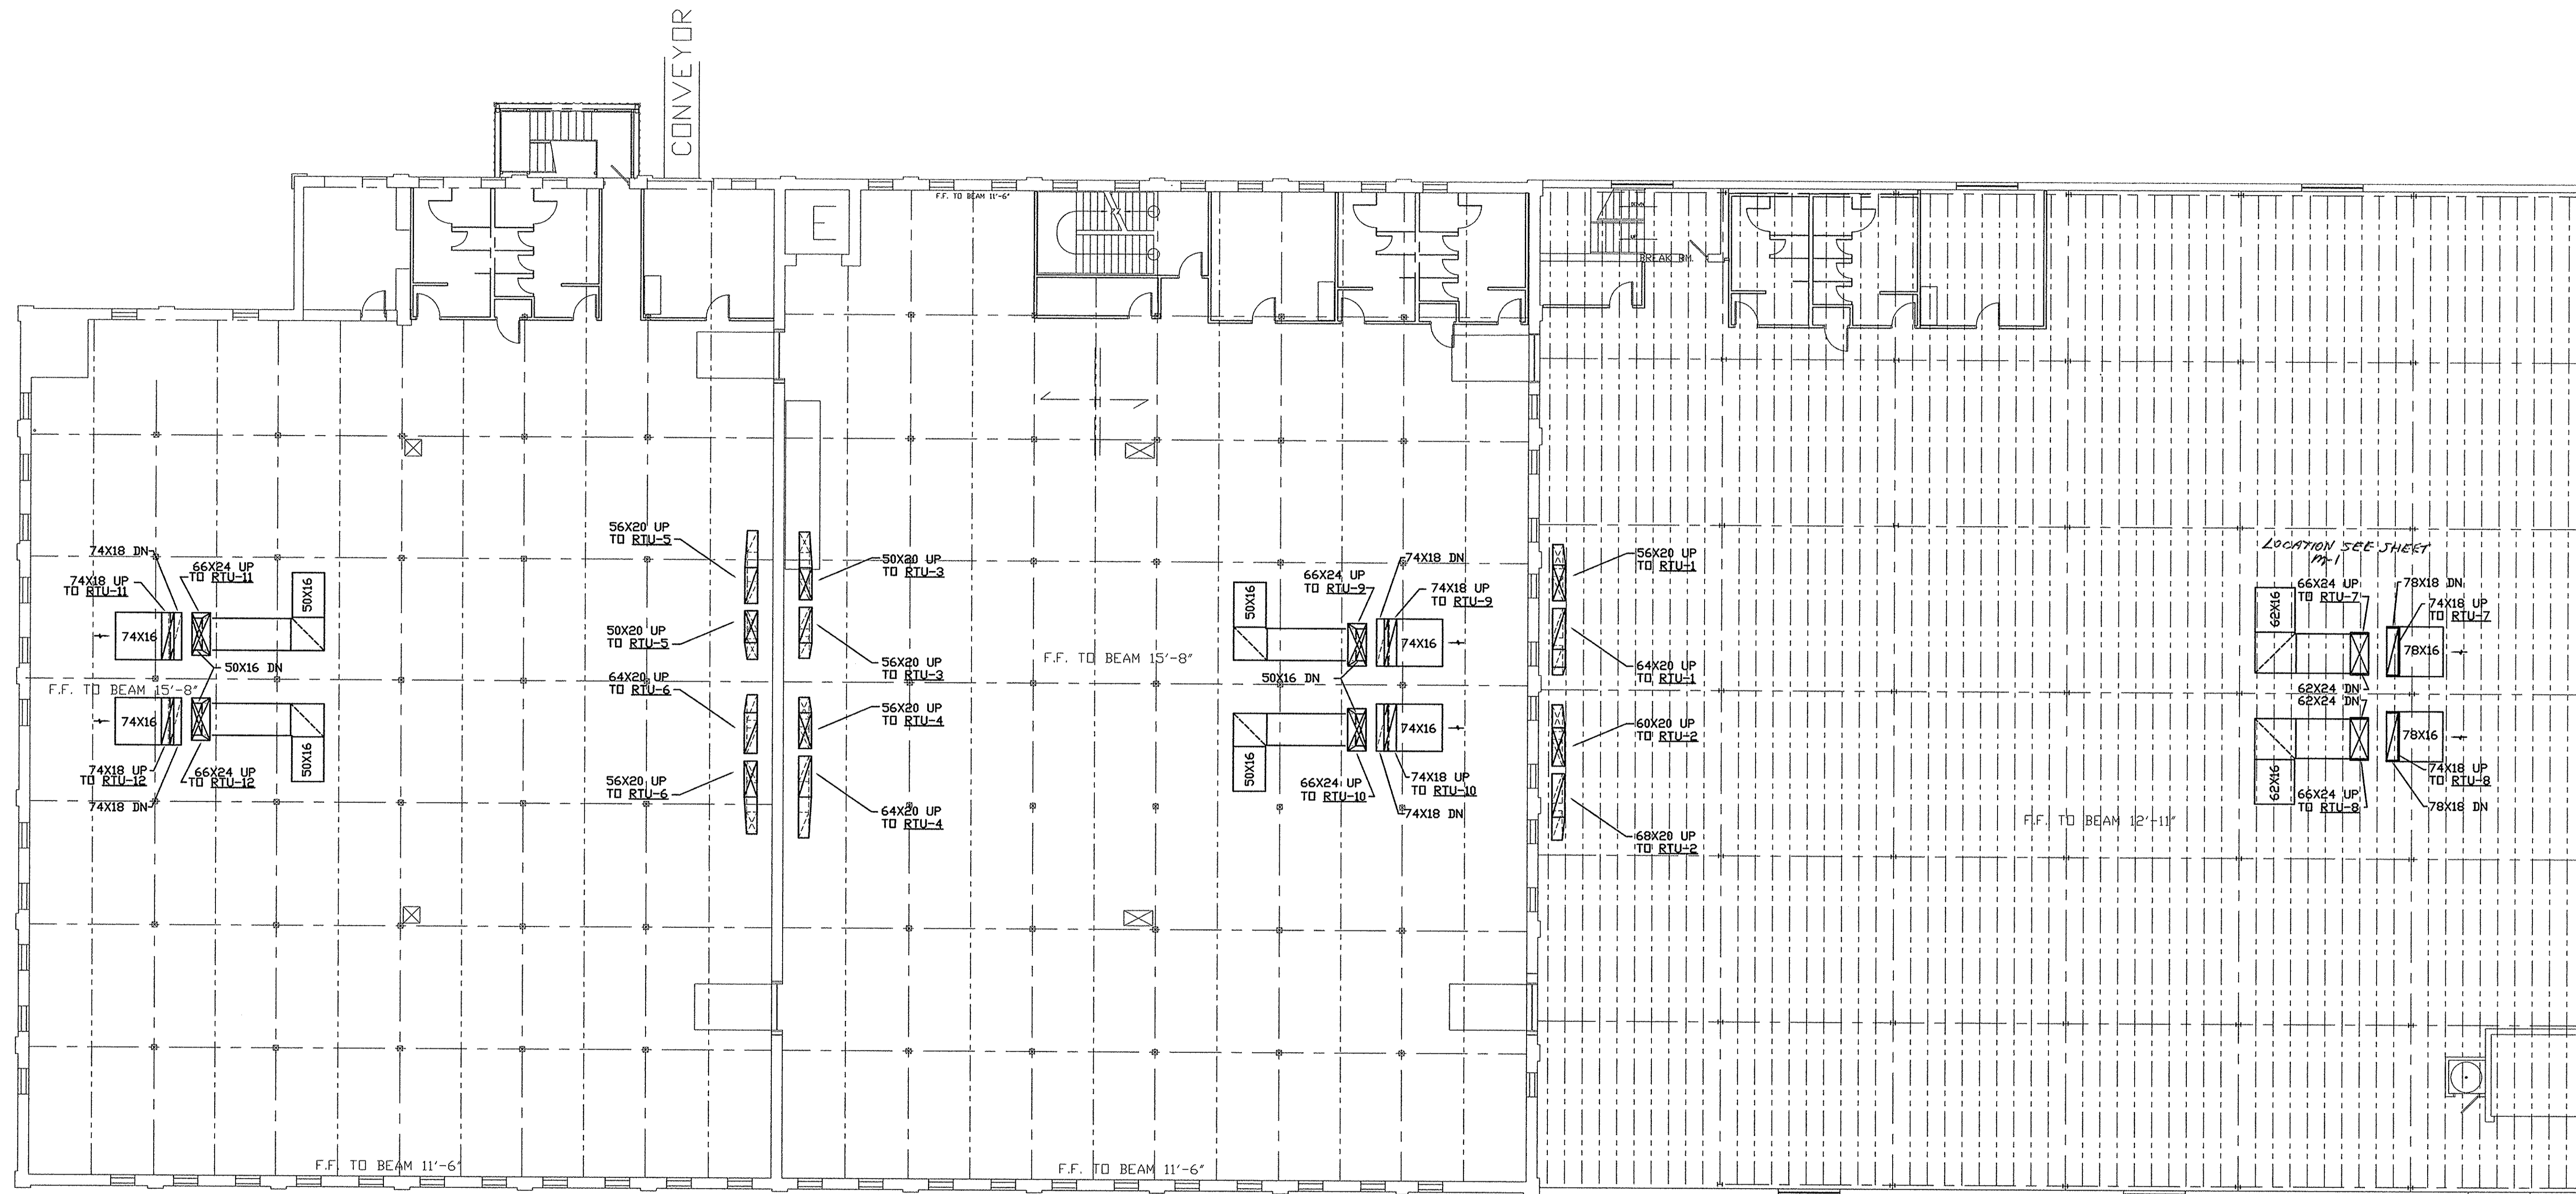 CONVEYOR
F.F. TO BEAM 11'-6"
E
DOWN
UP
BREAK RM.
56X20 UP
TO RTU-5
50X20 UP
TO RTU-5
64X20 UP
TO RTU-6
56X20 UP
TO RTU-6
74X18 DN
74X18 UP
TO RTU-11
66X24 UP
TO RTU-11
50X16
74X16
50X16 DN
F.F. TO BEAM 15'-8"
74X16
50X16
74X18 UP
TO RTU-12
66X24 UP
TO RTU-12
74X18 DN
F.F. TO BEAM 11'-6"
50X20 UP
TO RTU-3
56X20 UP
TO RTU-3
56X20 UP
TO RTU-4
64X20 UP
TO RTU-4
F.F. TO BEAM 15'-8"
74X18 DN
66X24 UP
TO RTU-9
74X18 UP
TO RTU-9
50X16
74X16
50X16 DN
74X16
50X16
66X24 UP
TO RTU-10
74X18 UP
TO RTU-10
74X18 DN
F.F. TO BEAM 11'-6"
56X20 UP
TO RTU-1
64X20 UP
TO RTU-1
60X20 UP
TO RTU-2
68X20 UP
TO RTU-2
LOCATION SEE SHEET
M-1
66X24 UP
TO RTU-7
78X18 DN
74X18 UP
TO RTU-7
62X16
78X16
62X24 DN
62X24 DN
78X16
62X16
66X24 UP
TO RTU-8
74X18 UP
TO RTU-8
78X18 DN
F.F. TO BEAM 12'-11"